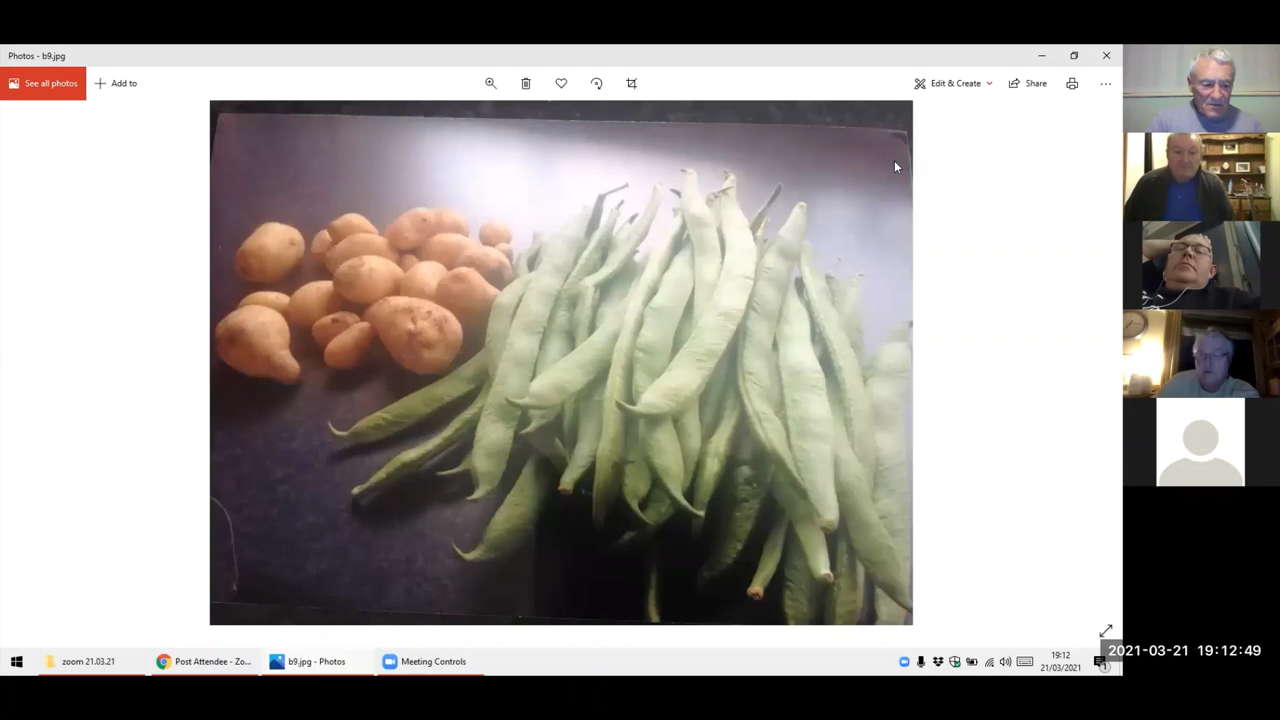 Photos - b9.jpg
See all photos
Add to
Edit & Create
Share
zoom 21.03.21
Post Attendee - Zo...
b9.jpg - Photos
Meeting Controls
19:12
21/03/2021
1
2021-03-21 19:12:49